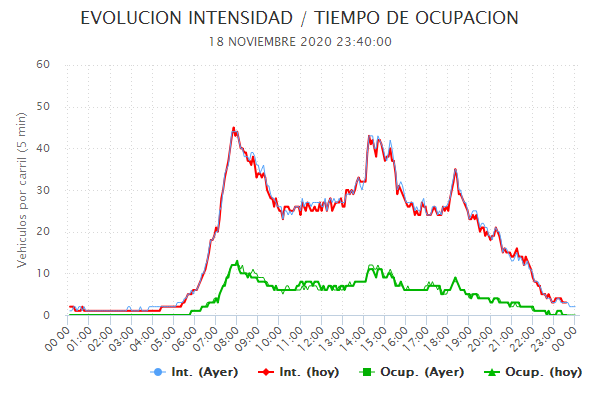 EVOLUCION INTENSIDAD / TIEMPO DE OCUPACION
18 NOVIEMBRE 2020 23:40:00
Vehiculos por carril (5 min)
60
50
40
30
20
10
0
00:00 01:00 02:00 03:00 04:00 05:00 06:00 07:00 08:00 09:00 10:00 11:00 12:00 13:00 14:00 15:00 16:00 17:00 18:00 19:00 20:00 21:00 22:00 23:00 00:00
Int. (Ayer) Int. (hoy) Ocup. (Ayer) Ocup. (hoy)